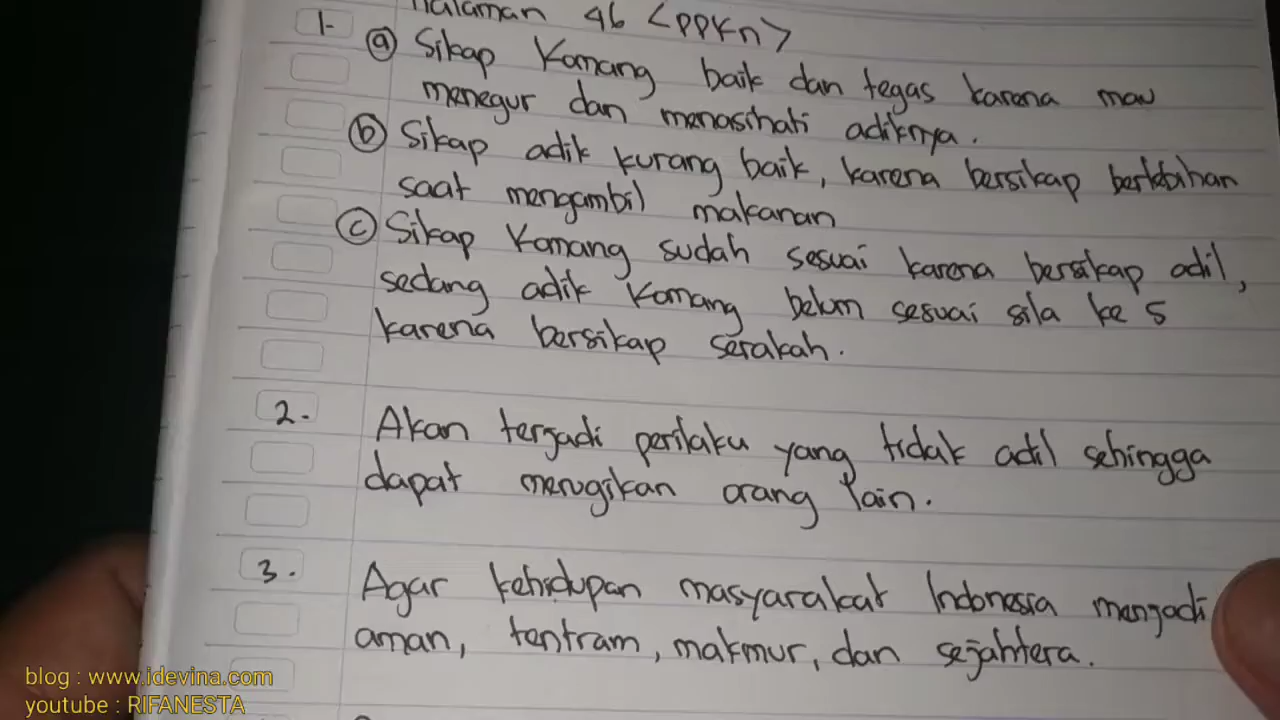 halaman 46 <PPKn>
1. a Sikap Komang baik dan tegas karena mau
menegur dan menasihati adiknya.
b Sikap adik kurang baik, karena bersikap berlebihan
saat mengambil makanan
c Sikap Komang sudah sesuai karena bersikap adil,
sedang adik Komang belum sesuai sila ke 5
karena bersikap serakah.
2. Akan terjadi perilaku yang tidak adil sehingga
dapat merugikan orang lain.
3. Agar kehidupan masyarakat Indonesia menjadi
aman, tentram, makmur, dan sejahtera.
blog : www.idevina.com
youtube : RIFANESTA